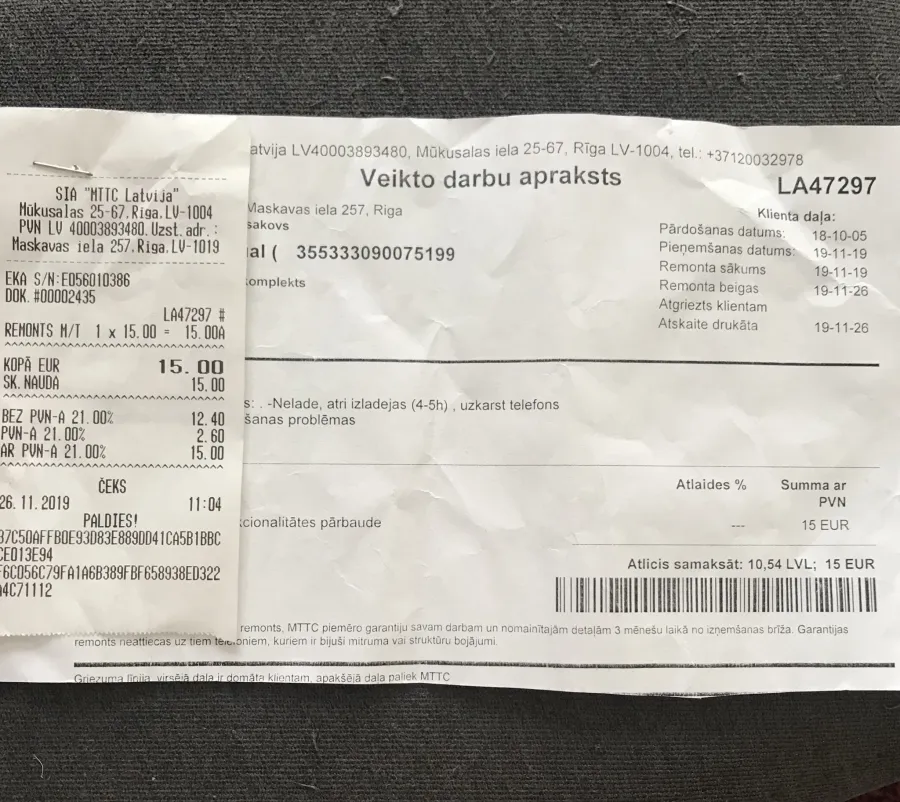 SIA "MTTC Latvija"
Mūkusalas 25-67.Riga.LV-1004
PVN LV 40003893480.Uzst.adr.:
Maskavas iela 257.Riga.LV-1019
EKA S/N:ED56010386
DOK.#00002435
LA47297 #
REMONTS M/T 1 x 15.00 = 15.00A
KOPĀ EUR 15.00
SK.NAUDA 15.00
BEZ PVN-A 21.00% 12.40
PVN-A 21.00% 2.60
AR PVN-A 21.00% 15.00
ČEKS
26.11.2019 11:04
PALDIES!
37C50AFFB0E93D83E889DD41CA5B1BBC
CE013E94
F6C056C79FA1A6B389FBF658938ED322
4C71112
atvija LV40003893480, Mūkusalas iela 25-67, Rīga LV-1004, tel.: +37120032978
Veikto darbu apraksts
LA47297
Maskavas iela 257, Riga
sakovs
al ( 355333090075199
omplekts
Klienta daļa:
Pārdošanas datums: 18-10-05
Pieņemšanas datums: 19-11-19
Remonta sākums 19-11-19
Remonta beigas 19-11-26
Atgriezts klientam
Atskaite drukāta 19-11-26
s: . -Nelade, atri izladejas (4-5h) , uzkarst telefons
šanas problēmas
Atlaides % Summa ar
PVN
cionalitātes pārbaude --- 15 EUR
Atlicis samaksāt: 10,54 LVL; 15 EUR
remonts, MTTC piemēro garantiju savam darbam un nomainītajām detaļām 3 mēnešu laikā no izņemšanas brīža. Garantijas
remonts neattiecas uz tiem telefoniem, kuriem ir bijuši mitruma vai struktūru bojājumi.
Griezuma līnija, virsējā daļa ir domāta klientam, apakšējā daļa paliek MTTC